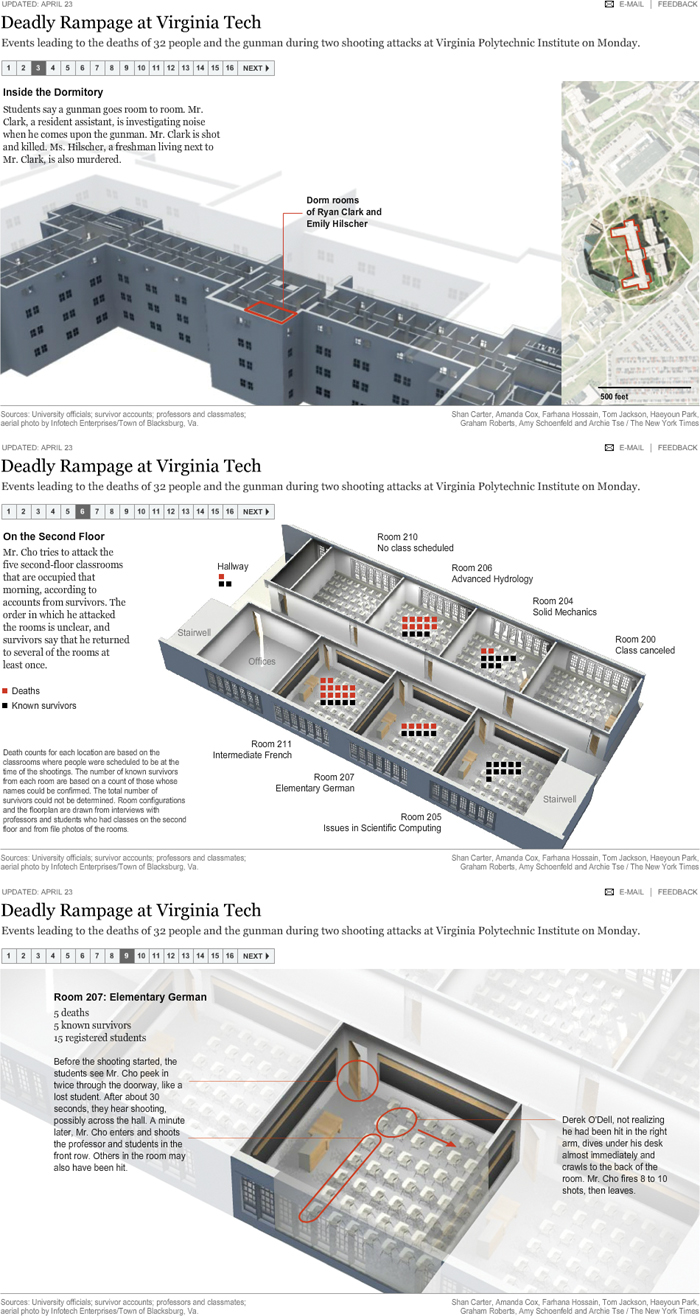 UPDATED: APRIL 23
E-MAIL | FEEDBACK
Deadly Rampage at Virginia Tech
Events leading to the deaths of 32 people and the gunman during two shooting attacks at Virginia Polytechnic Institute on Monday.
1 2 3 4 5 6 7 8 9 10 11 12 13 14 15 16 NEXT
Inside the Dormitory
Students say a gunman goes room to room. Mr.
Clark, a resident assistant, is investigating noise
when he comes upon the gunman. Mr. Clark is shot
and killed. Ms. Hilscher, a freshman living next to
Mr. Clark, is also murdered.
Dorm rooms
of Ryan Clark and
Emily Hilscher
500 feet
Sources: University officials; survivor accounts; professors and classmates;
aerial photo by Infotech Enterprises/Town of Blacksburg, Va.
Shan Carter, Amanda Cox, Farhana Hossain, Tom Jackson, Haeyoun Park,
Graham Roberts, Amy Schoenfeld and Archie Tse / The New York Times
UPDATED: APRIL 23
E-MAIL | FEEDBACK
Deadly Rampage at Virginia Tech
Events leading to the deaths of 32 people and the gunman during two shooting attacks at Virginia Polytechnic Institute on Monday.
1 2 3 4 5 6 7 8 9 10 11 12 13 14 15 16 NEXT
On the Second Floor
Mr. Cho tries to attack the
five second-floor classrooms
that are occupied that
morning, according to
accounts from survivors. The
order in which he attacked
the rooms is unclear, and
survivors say that he returned
to several of the rooms at
least once.
Deaths
Known survivors
Death counts for each location are based on the
classrooms where people were scheduled to be at the
time of the shootings. The number of known survivors
from each room are based on a count of those whose
names could be confirmed. The total number of
survivors could not be determined. Room configurations
and the floorplan are drawn from interviews with
professors and students who had classes on the second
floor and from file photos of the rooms.
Hallway
Room 210
No class scheduled
Room 206
Advanced Hydrology
Room 204
Solid Mechanics
Room 200
Class canceled
Stairwell
Offices
Room 211
Intermediate French
Room 207
Elementary German
Room 205
Issues in Scientific Computing
Stairwell
Sources: University officials; survivor accounts; professors and classmates;
aerial photo by Infotech Enterprises/Town of Blacksburg, Va.
Shan Carter, Amanda Cox, Farhana Hossain, Tom Jackson, Haeyoun Park,
Graham Roberts, Amy Schoenfeld and Archie Tse / The New York Times
UPDATED: APRIL 23
E-MAIL | FEEDBACK
Deadly Rampage at Virginia Tech
Events leading to the deaths of 32 people and the gunman during two shooting attacks at Virginia Polytechnic Institute on Monday.
1 2 3 4 5 6 7 8 9 10 11 12 13 14 15 16 NEXT
Room 207: Elementary German
5 deaths
5 known survivors
15 registered students
Before the shooting started, the
students see Mr. Cho peek in
twice through the doorway, like a
lost student. After about 30
seconds, they hear shooting,
possibly across the hall. A minute
later, Mr. Cho enters and shoots
the professor and students in the
front row. Others in the room may
also have been hit.
Derek O'Dell, not realizing
he had been hit in the right
arm, dives under his desk
almost immediately and
crawls to the back of the
room. Mr. Cho fires 8 to 10
shots, then leaves.
Sources: University officials; survivor accounts; professors and classmates;
aerial photo by Infotech Enterprises/Town of Blacksburg, Va.
Shan Carter, Amanda Cox, Farhana Hossain, Tom Jackson, Haeyoun Park,
Graham Roberts, Amy Schoenfeld and Archie Tse / The New York Times